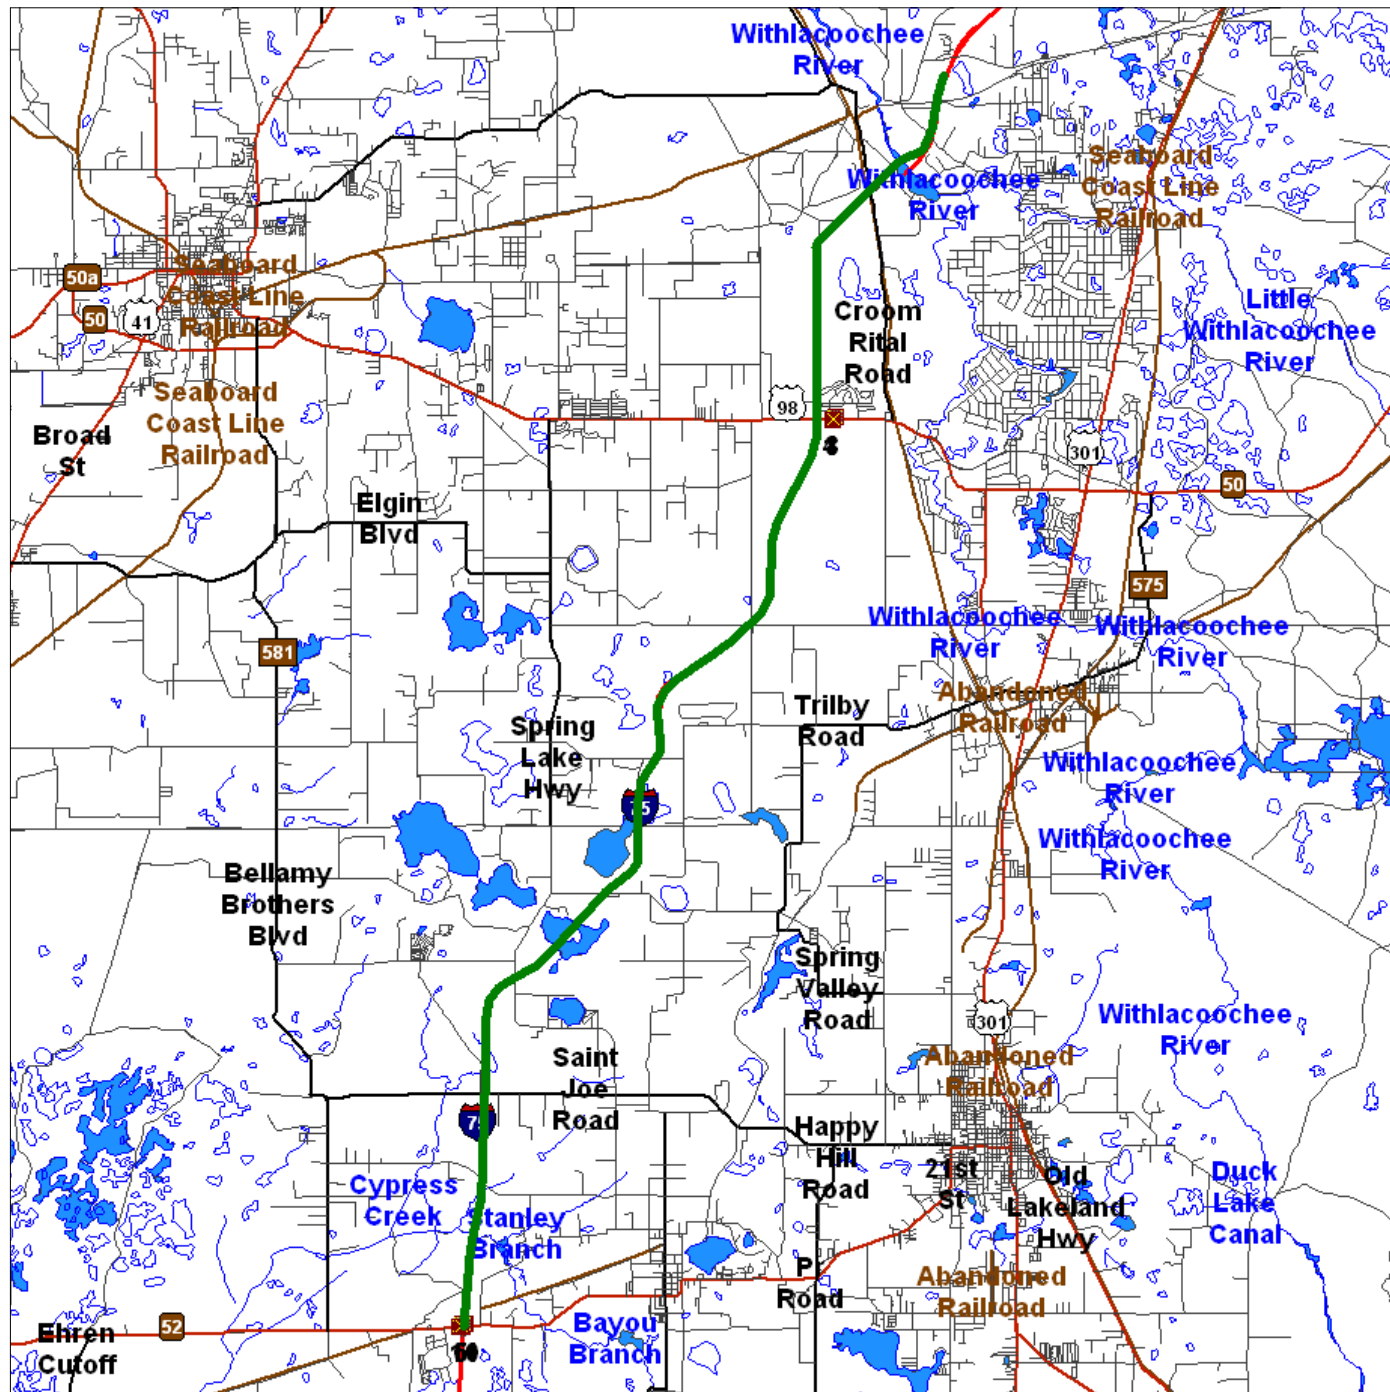 Withlacoochee
River
Seaboard
Coast Line
Railroad
Withlacoochee
River
Seaboard
Coast Line
Railroad
50a
50
41
Little
Withlacoochee
River
Croom
Rital
Road
98
Seaboard
Coast Line
Railroad
Broad
St
301
50
Elgin
Blvd
575
Withlacoochee
River
Withlacoochee
River
581
Abandoned
Railroad
Trilby
Road
Spring
Lake
Hwy
Withlacoochee
River
75
Withlacoochee
River
Bellamy
Brothers
Blvd
Spring
Valley
Road
301
Withlacoochee
River
Abandoned
Railroad
Saint
Joe
Road
Happy
Hill
Road
21st
St
Old
Lakeland
Hwy
Duck
Lake
Canal
Cypress
Creek
Stanley
Branch
Road
Abandoned
Railroad
52
Ehren
Cutoff
Bayou
Branch